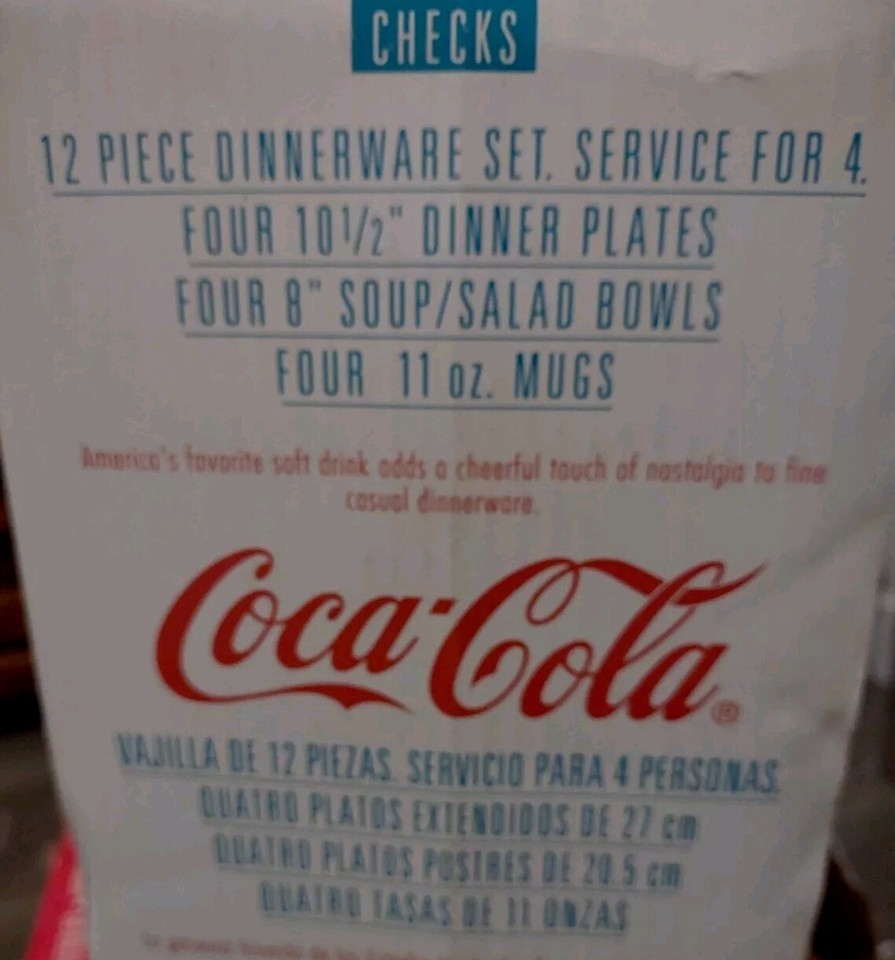 CHECKS
12 PIECE DINNERWARE SET. SERVICE FOR 4.
FOUR 10 1/2" DINNER PLATES
FOUR 8" SOUP/SALAD BOWLS
FOUR 11 oz. MUGS
America's favorite soft drink adds a cheerful touch of nostalgia to fine
casual dinnerware.
Coca-Cola®
VAJILLA DE 12 PIEZAS. SERVICIO PARA 4 PERSONAS.
QUATRO PLATOS EXTENDIDOS DE 27 cm
QUATRO PLATOS POSTRES DE 20.5 cm
QUATRO TASAS DE 11 ONZAS